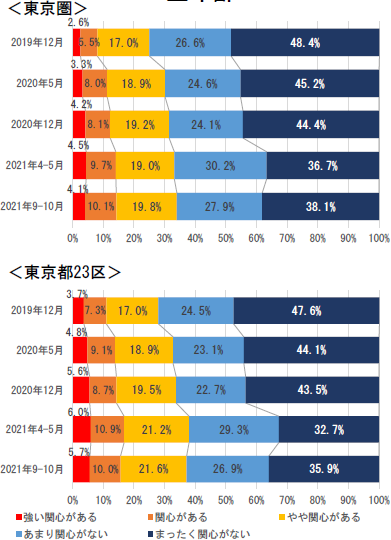 ＜東京圏＞
2019年12月 2.6% 5.5% 17.0% 26.6% 48.4%
2020年5月 3.3% 8.0% 18.9% 24.6% 45.2%
2020年12月 4.2% 8.1% 19.2% 24.1% 44.4%
2021年4-5月 4.5% 9.7% 19.0% 30.2% 36.7%
2021年9-10月 4.1% 10.1% 19.8% 27.9% 38.1%
0% 10% 20% 30% 40% 50% 60% 70% 80% 90% 100%
＜東京都23区＞
2019年12月 3.7% 7.3% 17.0% 24.5% 47.6%
2020年5月 4.8% 9.1% 18.9% 23.1% 44.1%
2020年12月 5.6% 8.7% 19.5% 22.7% 43.5%
2021年4-5月 6.0% 10.9% 21.2% 29.3% 32.7%
2021年9-10月 5.7% 10.0% 21.6% 26.9% 35.9%
0% 10% 20% 30% 40% 50% 60% 70% 80% 90% 100%
強い関心がある 関心がある やや関心がある
あまり関心がない まったく関心がない